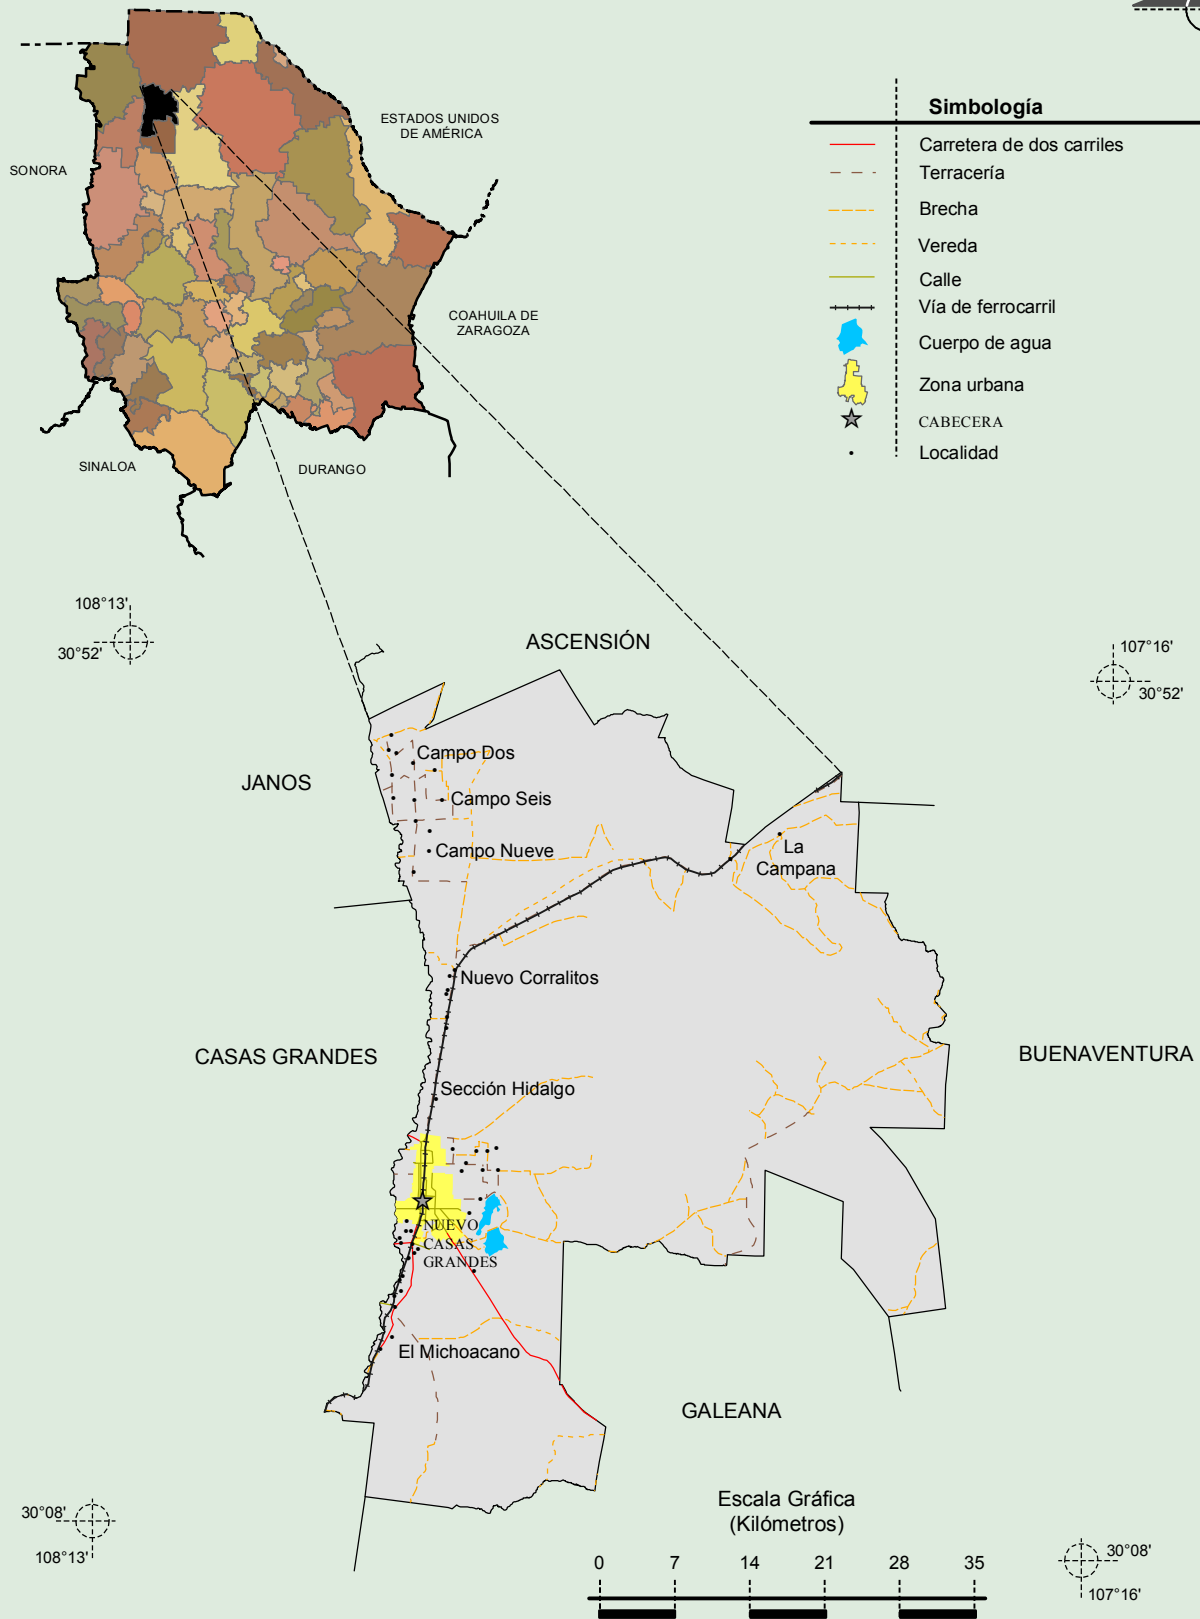 ESTADOS UNIDOS
DE AMÉRICA
SONORA
COAHUILA DE
ZARAGOZA
SINALOA
DURANGO
Simbología
Carretera de dos carriles
Terracería
Brecha
Vereda
Calle
Vía de ferrocarril
Cuerpo de agua
Zona urbana
CABECERA
Localidad
108°13'
30°52'
ASCENSIÓN
107°16'
30°52'
JANOS
Campo Dos
Campo Seis
Campo Nueve
La
Campana
Nuevo Corralitos
CASAS GRANDES
BUENAVENTURA
Sección Hidalgo
NUEVO
CASAS
GRANDES
El Michoacano
GALEANA
30°08'
108°13'
Escala Gráfica
(Kilómetros)
0 7 14 21 28 35
30°08'
107°16'